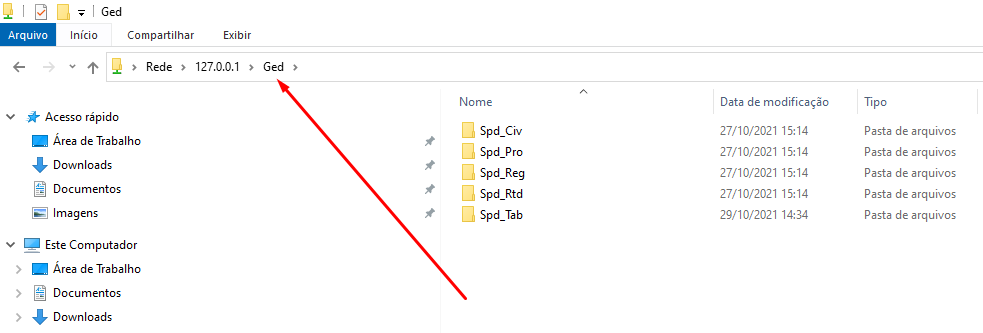 Ged
Arquivo Início Compartilhar Exibir
Rede 127.0.0.1 Ged
Nome Data de modificação Tipo
Acesso rápido
Área de Trabalho
Downloads
Documentos
Imagens
Este Computador
Área de Trabalho
Documentos
Downloads
Spd_Civ 27/10/2021 15:14 Pasta de arquivos
Spd_Pro 27/10/2021 15:14 Pasta de arquivos
Spd_Reg 27/10/2021 15:14 Pasta de arquivos
Spd_Rtd 27/10/2021 15:14 Pasta de arquivos
Spd_Tab 29/10/2021 14:34 Pasta de arquivos